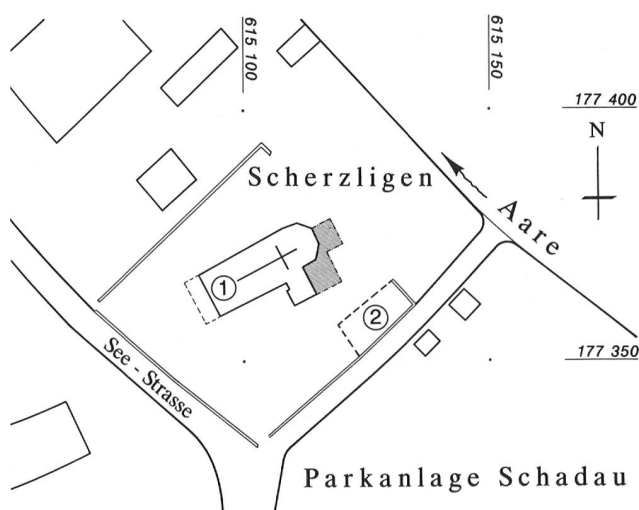 615 100
615 150
177 400
N
Scherzligen
Aare
1
2
177 350
See - Strasse
Parkanlage Schadau